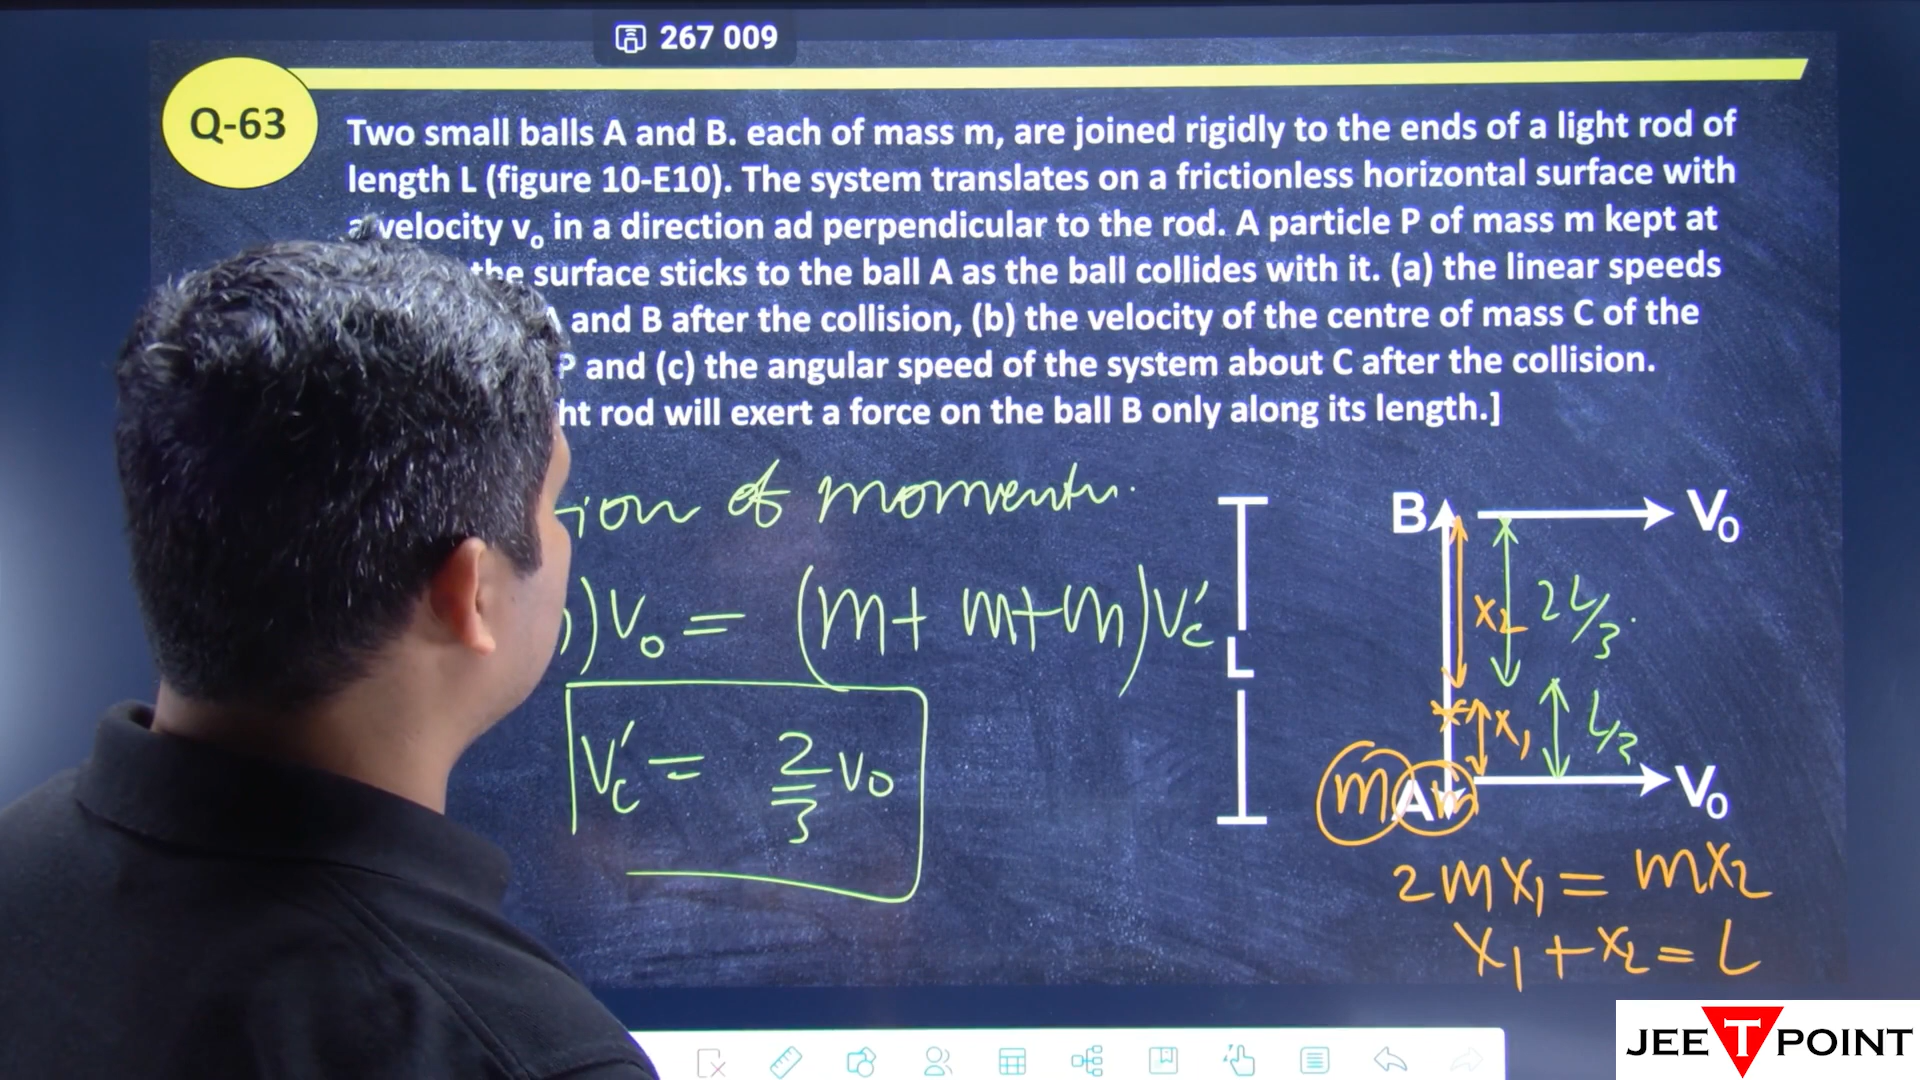 267 009
Q-63
Two small balls A and B. each of mass m, are joined rigidly to the ends of a light rod of
length L (figure 10-E10). The system translates on a frictionless horizontal surface with
a velocity v₀ in a direction ad perpendicular to the rod. A particle P of mass m kept at
the surface sticks to the ball A as the ball collides with it. (a) the linear speeds
A and B after the collision, (b) the velocity of the centre of mass C of the
P and (c) the angular speed of the system about C after the collision.
ht rod will exert a force on the ball B only along its length.]
ion of momentu.
)V₀ = (m + m+m)V'c
V'c = 2/3 V₀
L
B
V₀
x₂
2L/3
x₁
L/3
m
A
m
V₀
2mx₁ = mx₂
x₁ + x₂ = L
JEE T POINT